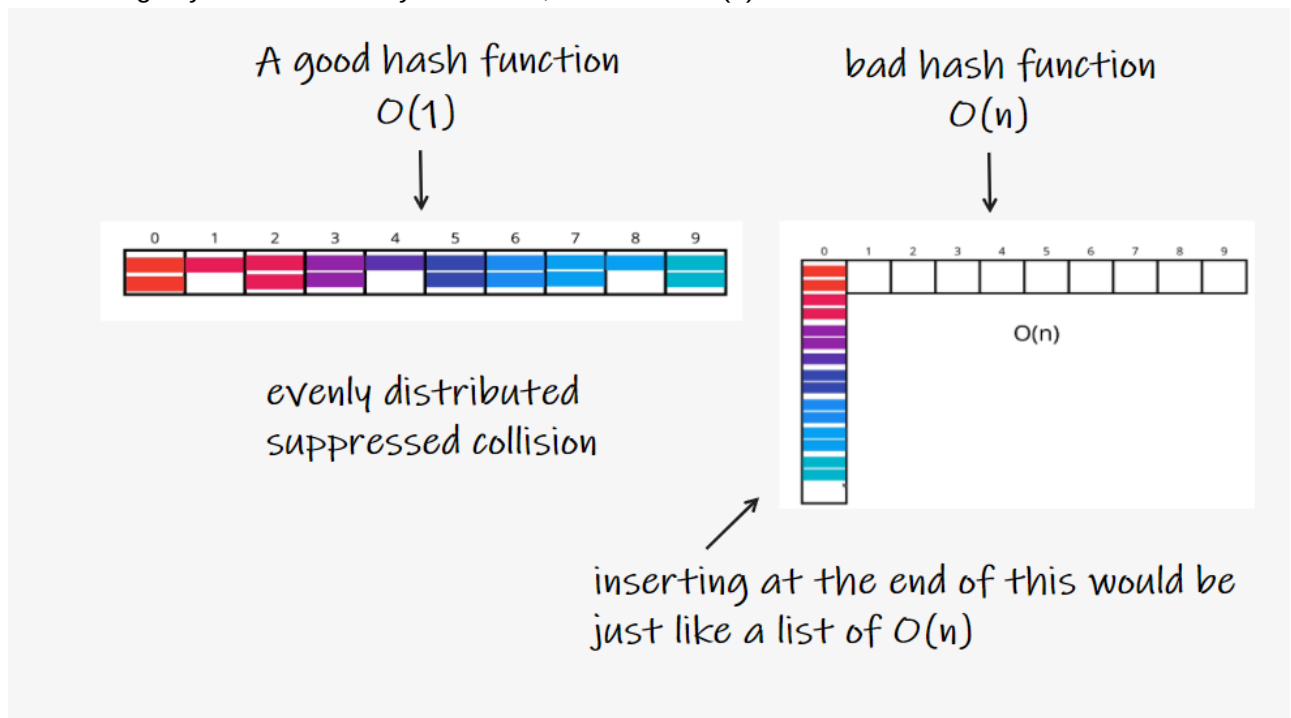 A good hash function
O(1)
bad hash function
O(n)
0 1 2 3 4 5 6 7 8 9
0 1 2 3 4 5 6 7 8 9
O(n)
evenly distributed
suppressed collision
inserting at the end of this would be
just like a list of O(n)